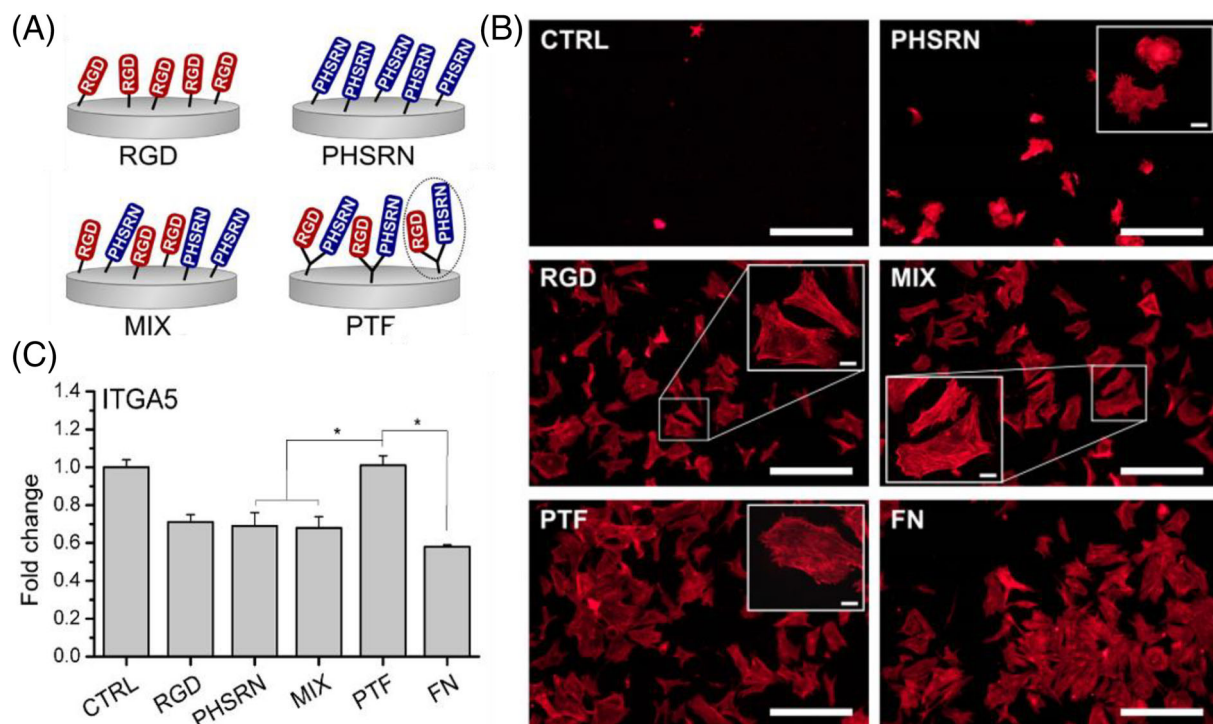 (A)
RGD RGD RGD RGD RGD
RGD
PHSRN PHSRN PHSRN PHSRN PHSRN
PHSRN
RGD PHSRN RGD RGD PHSRN PHSRN
MIX
RGD PHSRN RGD PHSRN RGD PHSRN
PTF
(B)
CTRL
PHSRN
RGD
MIX
PTF
FN
(C)
ITGA5
Fold change
1.4
1.2
1.0
0.8
0.6
0.4
0.2
0.0
* *
CTRL RGD PHSRN MIX PTF FN